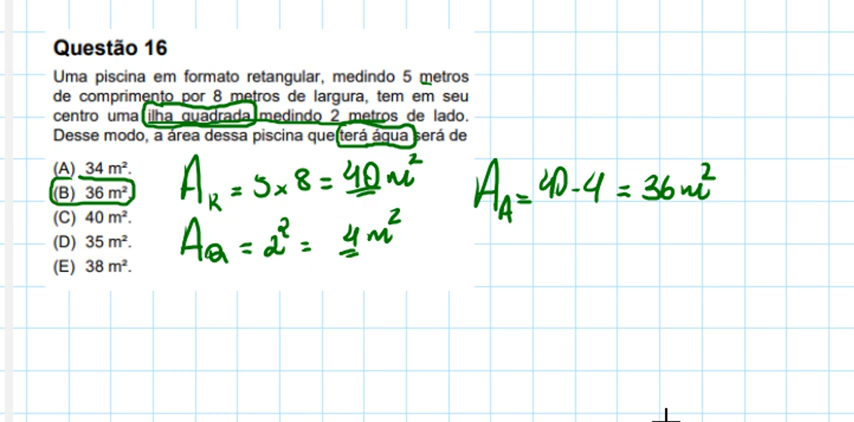 Questão 16
Uma piscina em formato retangular, medindo 5 metros
de comprimento por 8 metros de largura, tem em seu
centro uma ilha quadrada medindo 2 metros de lado.
Desse modo, a área dessa piscina que terá água será de
(A) 34 m².
(B) 36 m²
(C) 40 m².
(D) 35 m².
(E) 38 m².
A_R = 5 × 8 = 40 m²
A_Q = 2² = 4 m²
A_A = 40 - 4 = 36 m²